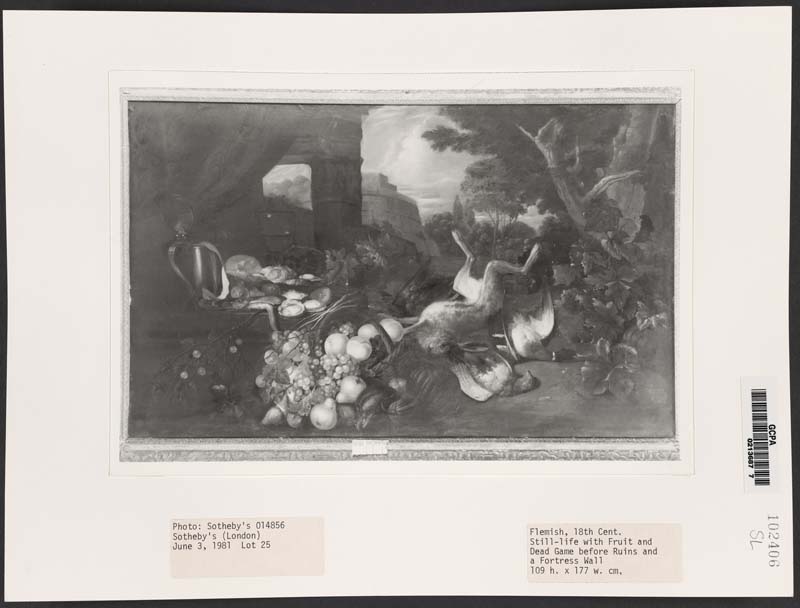 Photo: Sotheby's 014856
Sotheby's (London)
June 3, 1981  Lot 25
Flemish, 18th Cent.
Still-life with Fruit and
Dead Game before Ruins and
a Fortress Wall
109 h. x 177 w. cm.
GCPA
0213687 7
102406
SL